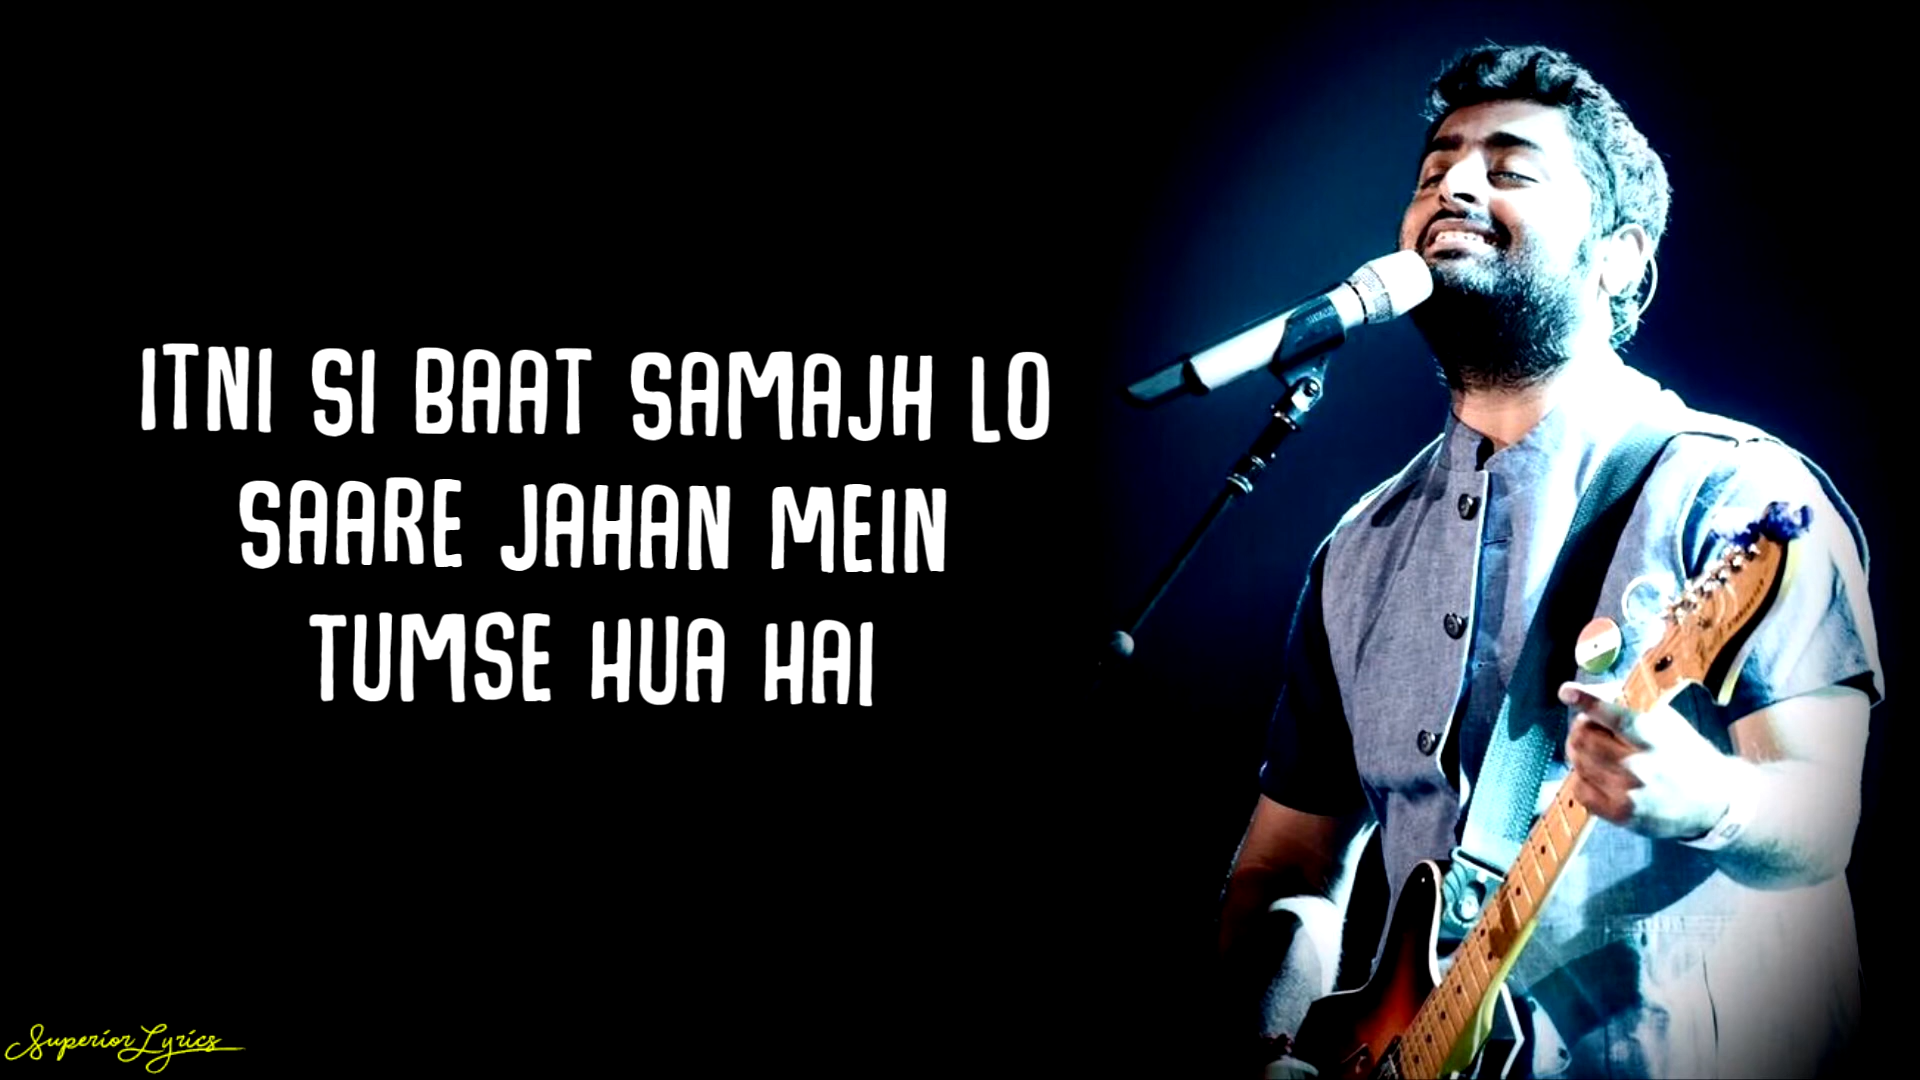 ITNI SI BAAT SAMAJH LO
SAARE JAHAN MEIN
TUMSE HUA HAI
Superior Lyrics